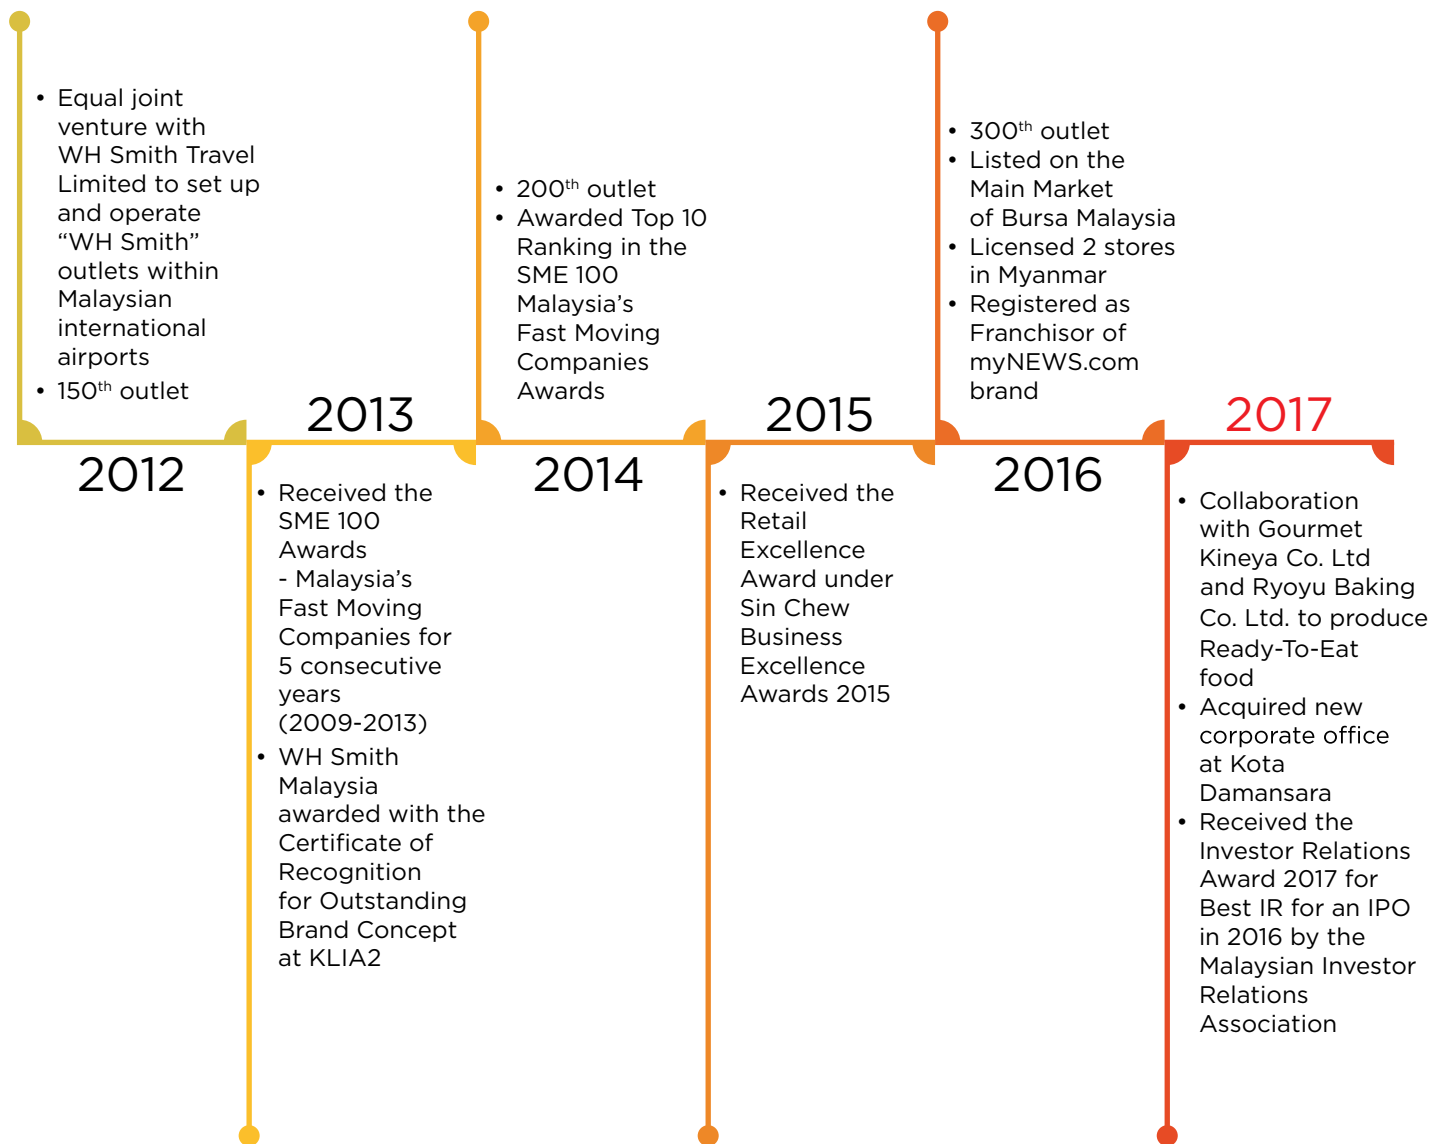 • Equal joint
venture with
WH Smith Travel
Limited to set up
and operate
“WH Smith”
outlets within
Malaysian
international
airports
• 150th outlet
2012
2013
• Received the
SME 100
Awards
- Malaysia’s
Fast Moving
Companies for
5 consecutive
years
(2009-2013)
• WH Smith
Malaysia
awarded with the
Certificate of
Recognition
for Outstanding
Brand Concept
at KLIA2
• 200th outlet
• Awarded Top 10
Ranking in the
SME 100
Malaysia’s
Fast Moving
Companies
Awards
2014
2015
• Received the
Retail
Excellence
Award under
Sin Chew
Business
Excellence
Awards 2015
• 300th outlet
• Listed on the
Main Market
of Bursa Malaysia
• Licensed 2 stores
in Myanmar
• Registered as
Franchisor of
myNEWS.com
brand
2016
2017
• Collaboration
with Gourmet
Kineya Co. Ltd
and Ryoyu Baking
Co. Ltd. to produce
Ready-To-Eat
food
• Acquired new
corporate office
at Kota
Damansara
• Received the
Investor Relations
Award 2017 for
Best IR for an IPO
in 2016 by the
Malaysian Investor
Relations
Association